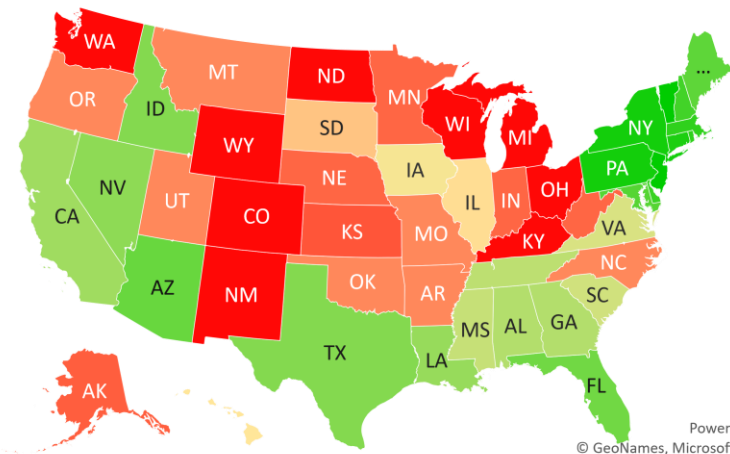 WA
MT
ND
MN
OR
ID
SD
WI
MI
NY
WY
IA
PA
NE
NV
UT
CO
IL
IN
OH
CA
KS
MO
KY
VA
AZ
NM
OK
AR
NC
SC
MS
AL
GA
TX
LA
AK
FL
...
Power
© GeoNames, Microsof